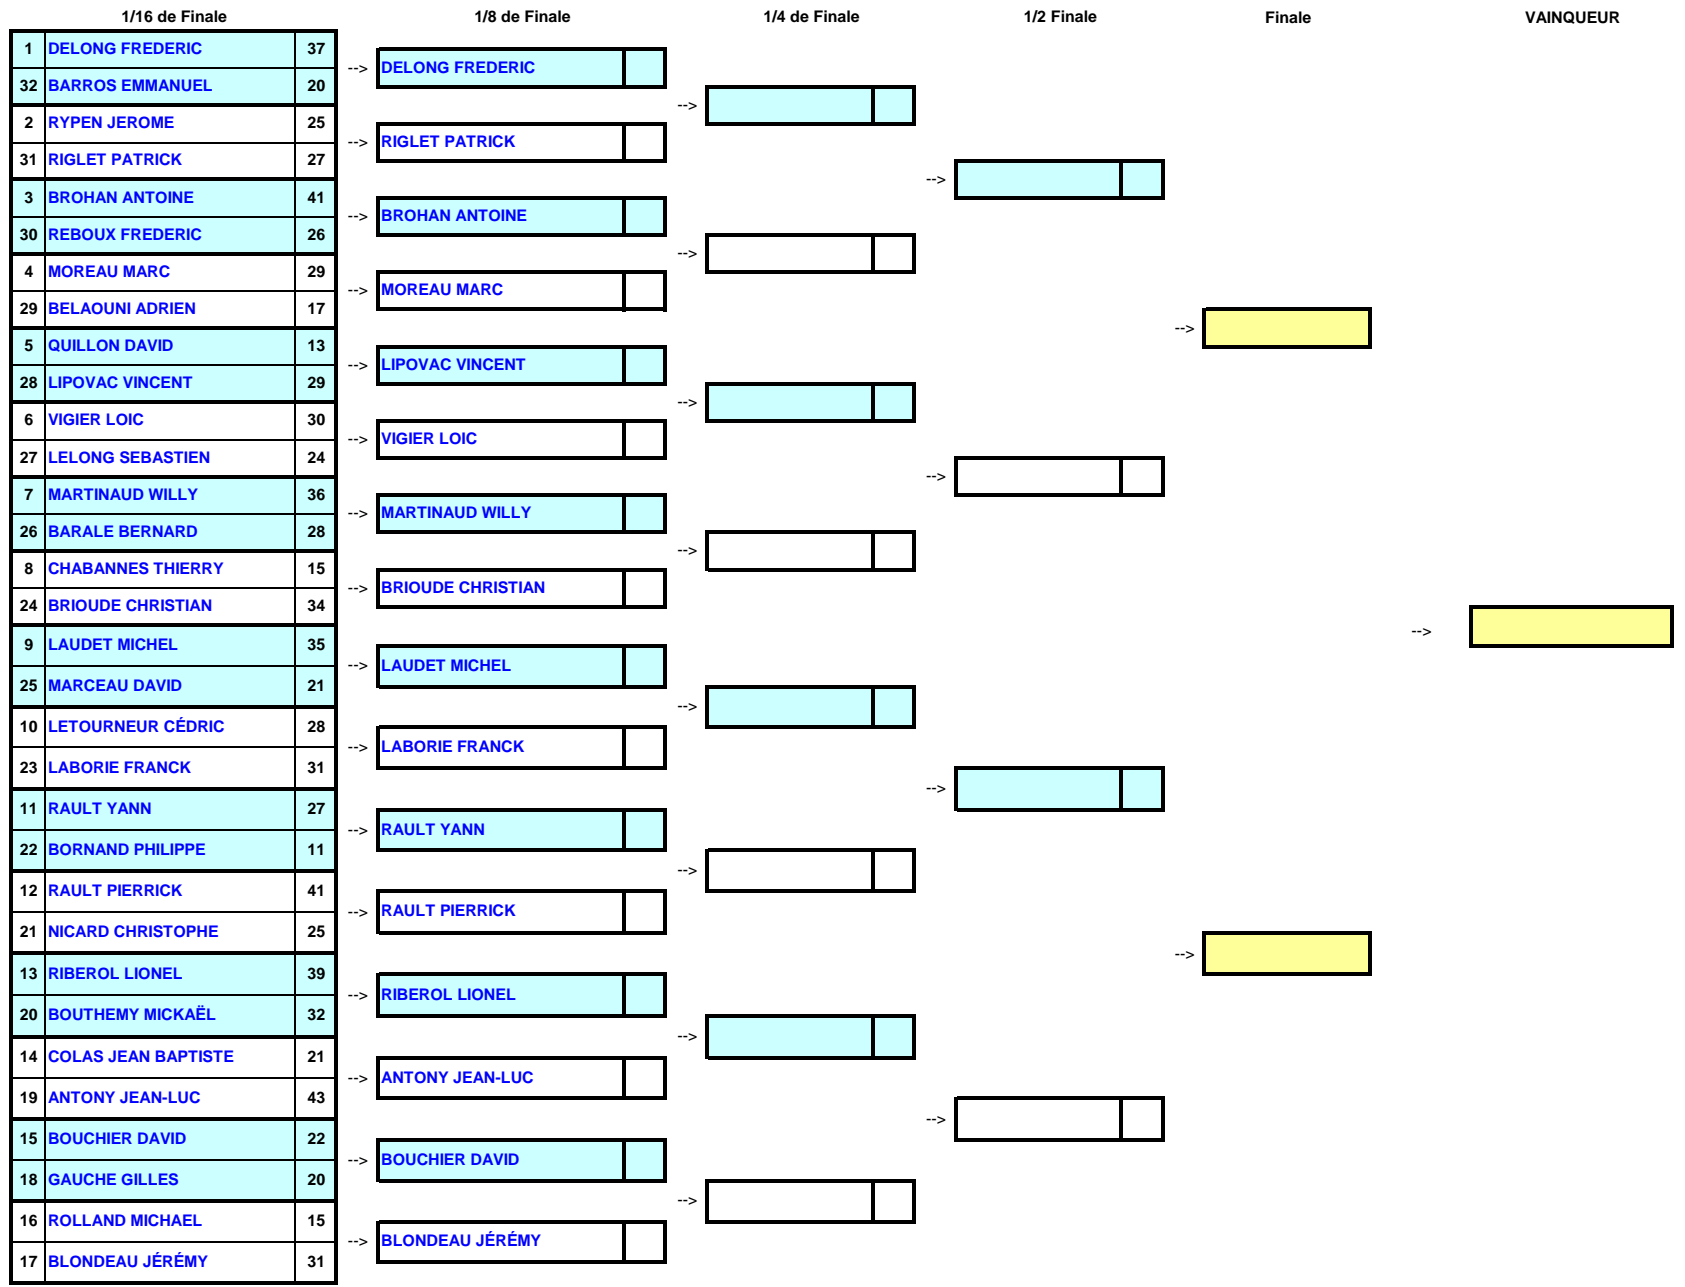 1/16 de Finale 1/8 de Finale 1/4 de Finale 1/2 Finale Finale VAINQUEUR
1 DELONG FREDERIC 37
--> DELONG FREDERIC
32 BARROS EMMANUEL 20
-->
2 RYPEN JEROME 25
--> RIGLET PATRICK
31 RIGLET PATRICK 27
-->
3 BROHAN ANTOINE 41
--> BROHAN ANTOINE
30 REBOUX FREDERIC 26
-->
4 MOREAU MARC 29
--> MOREAU MARC
29 BELAOUNI ADRIEN 17
-->
5 QUILLON DAVID 13
--> LIPOVAC VINCENT
28 LIPOVAC VINCENT 29
-->
6 VIGIER LOIC 30
--> VIGIER LOIC
27 LELONG SEBASTIEN 24
-->
7 MARTINAUD WILLY 36
--> MARTINAUD WILLY
26 BARALE BERNARD 28
-->
8 CHABANNES THIERRY 15
--> BRIOUDE CHRISTIAN
24 BRIOUDE CHRISTIAN 34
-->
9 LAUDET MICHEL 35
--> LAUDET MICHEL
25 MARCEAU DAVID 21
-->
10 LETOURNEUR CÉDRIC 28
--> LABORIE FRANCK
23 LABORIE FRANCK 31
-->
11 RAULT YANN 27
--> RAULT YANN
22 BORNAND PHILIPPE 11
-->
12 RAULT PIERRICK 41
--> RAULT PIERRICK
21 NICARD CHRISTOPHE 25
-->
13 RIBEROL LIONEL 39
--> RIBEROL LIONEL
20 BOUTHEMY MICKAËL 32
-->
14 COLAS JEAN BAPTISTE 21
--> ANTONY JEAN-LUC
19 ANTONY JEAN-LUC 43
-->
15 BOUCHIER DAVID 22
--> BOUCHIER DAVID
18 GAUCHE GILLES 20
-->
16 ROLLAND MICHAEL 15
--> BLONDEAU JÉRÉMY
17 BLONDEAU JÉRÉMY 31